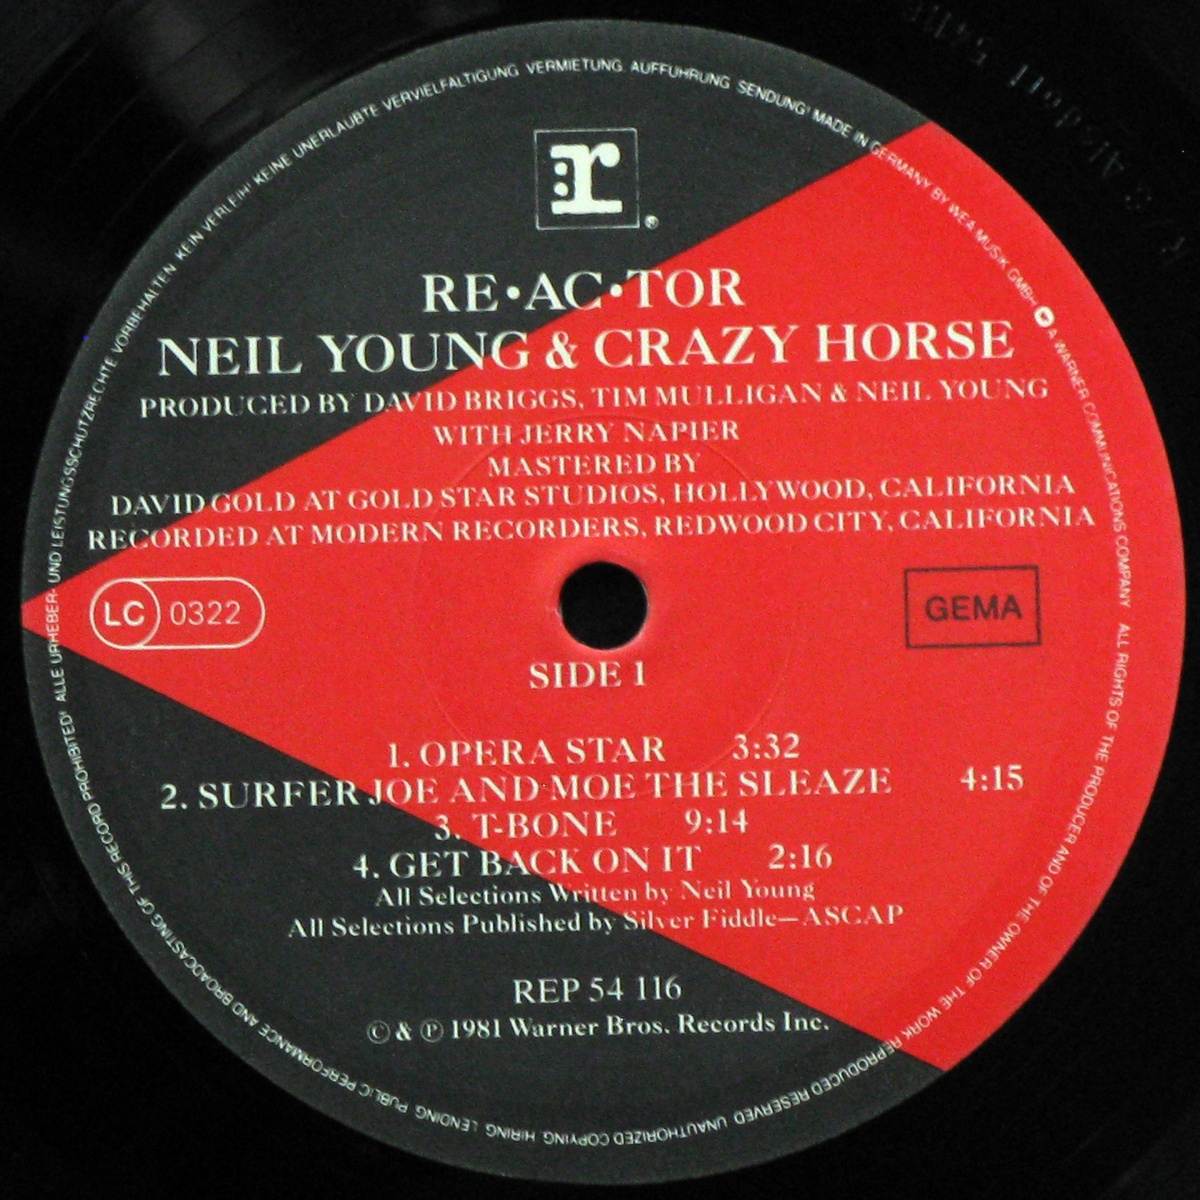 r
®
RE•AC•TOR
NEIL YOUNG & CRAZY HORSE
PRODUCED BY DAVID BRIGGS, TIM MULLIGAN & NEIL YOUNG
WITH JERRY NAPIER
MASTERED BY
DAVID GOLD AT GOLD STAR STUDIOS, HOLLYWOOD, CALIFORNIA
RECORDED AT MODERN RECORDERS, REDWOOD CITY, CALIFORNIA
LC 0322
GEMA
SIDE 1
1. OPERA STAR 3:32
2. SURFER JOE AND MOE THE SLEAZE 4:15
3. T-BONE 9:14
4. GET BACK ON IT 2:16
All Selections Written by Neil Young
All Selections Published by Silver Fiddle—ASCAP
REP 54 116
© & ℗ 1981 Warner Bros. Records Inc.
ALLE URHEBER- UND LEISTUNGSSCHUTZRECHTE VORBEHALTEN KEIN VERLEIH! KEINE UNERLAUBTE VERVIELFÄLTIGUNG, VERMIETUNG, AUFFÜHRUNG, SENDUNG! MADE IN GERMANY BY WEA MUSIK GMBH A WARNER COMMUNICATIONS COMPANY ALL RIGHTS OF THE PRODUCER AND OF THE OWNER OF THE WORK REPRODUCED RESERVED UNAUTHORIZED COPYING, HIRING, LENDING, PUBLIC PERFORMANCE AND BROADCASTING OF THIS RECORD PROHIBITED!